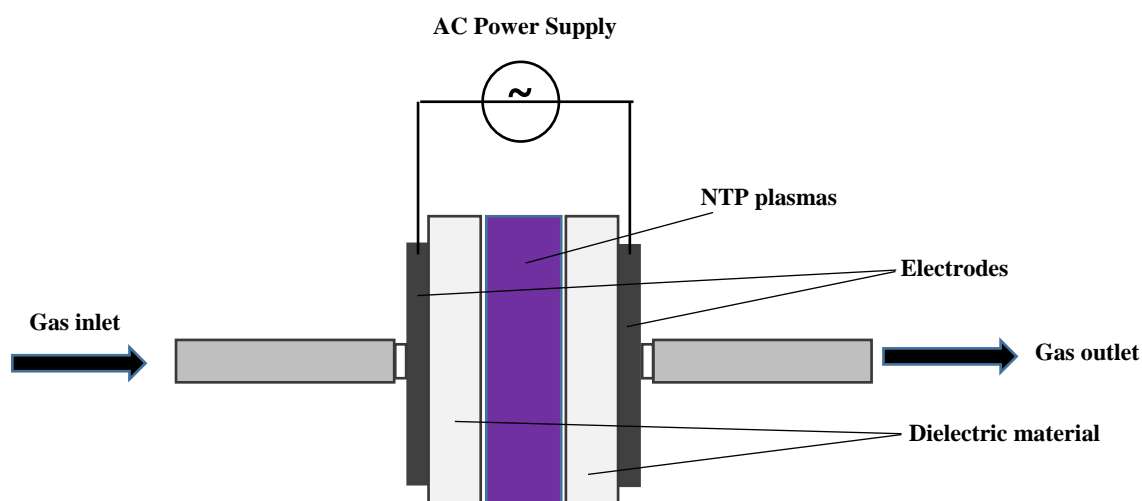 AC Power Supply
~
NTP plasmas
Electrodes
Gas inlet
Gas outlet
Dielectric material